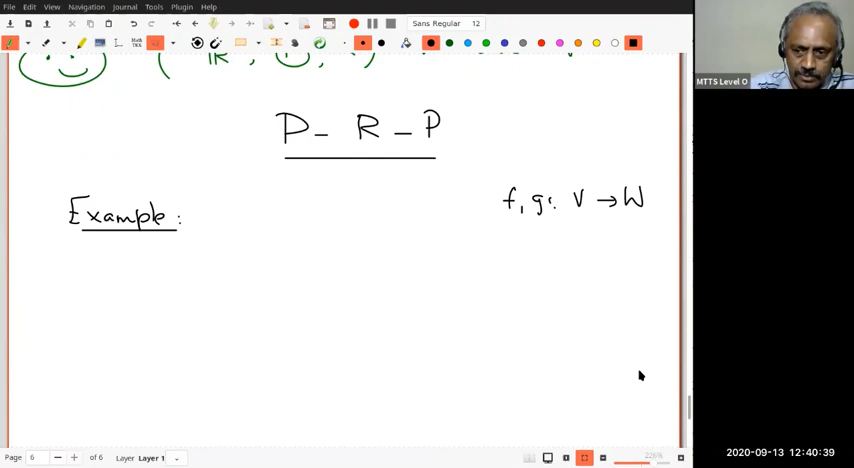 File Edit View Navigation Journal Tools Plugin Help
Sans Regular 12
MTTS Level O
P - R - P
Example:
f, g: V → W
Page 6 of 6 Layer Layer 1
2020-09-13 12:40:39